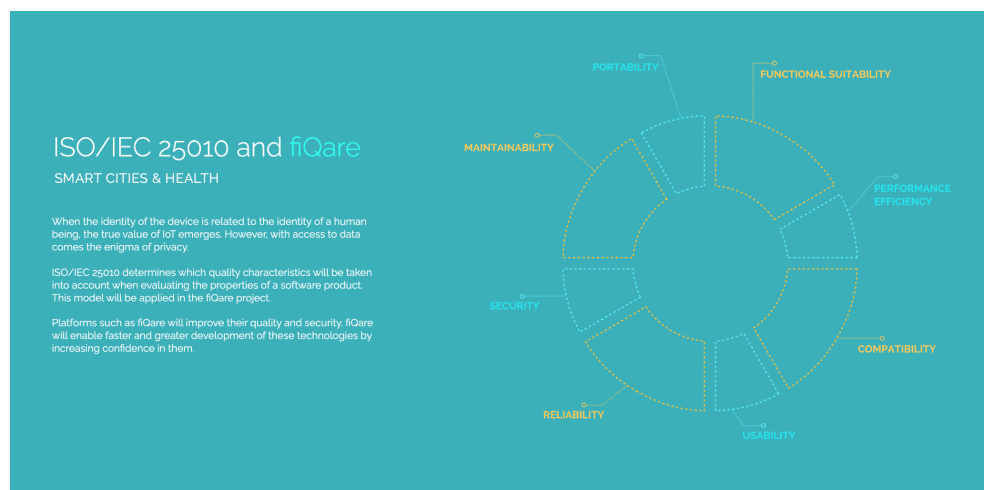 ISO/IEC 25010 and fiQare
SMART CITIES & HEALTH
When the identity of the device is related to the identity of a human
being, the true value of IoT emerges. However, with access to data
comes the enigma of privacy.
ISO/IEC 25010 determines which quality characteristics will be taken
into account when evaluating the properties of a software product.
This model will be applied in the fiQare project.
Platforms such as fiQare will improve their quality and security. fiQare
will enable faster and greater development of these technologies by
increasing confidence in them.
PORTABILITY
FUNCTIONAL SUITABILITY
MAINTAINABILITY
PERFORMANCE
EFFICIENCY
SECURITY
COMPATIBILITY
RELIABILITY
USABILITY